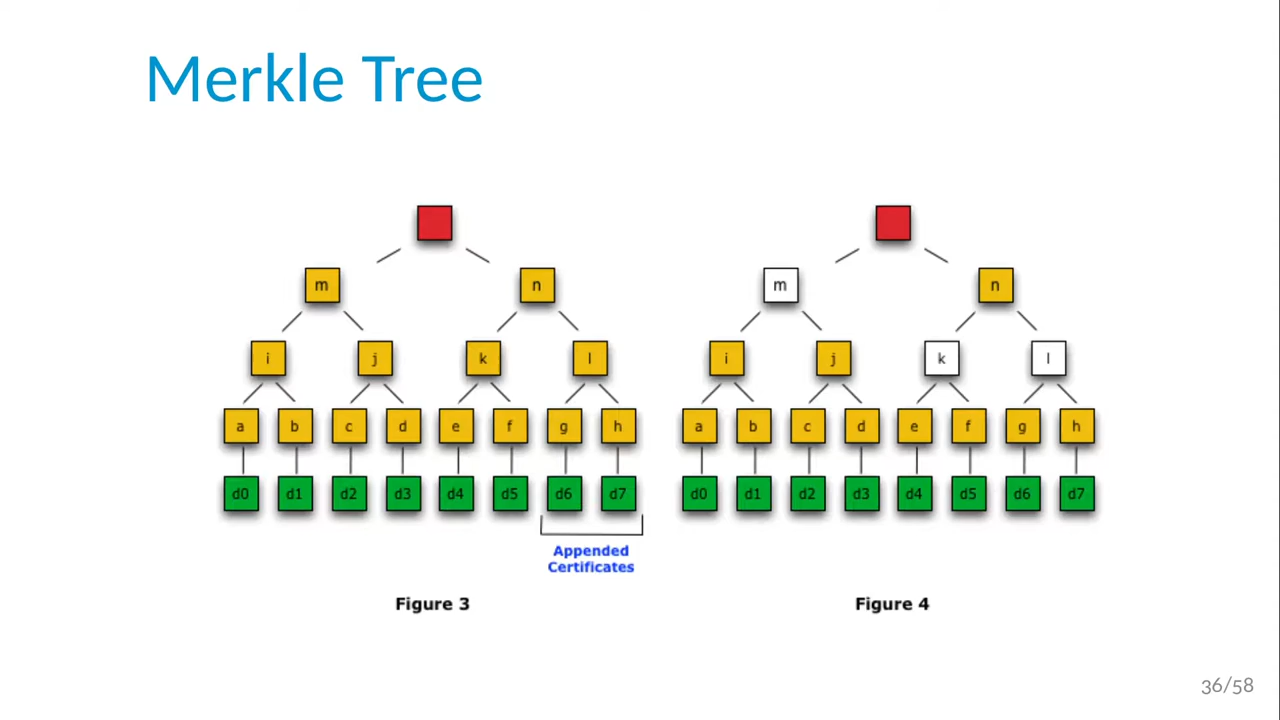 Merkle Tree
m n m n
i j k l i j k l
a b c d e f g h a b c d e f g h
d0 d1 d2 d3 d4 d5 d6 d7 d0 d1 d2 d3 d4 d5 d6 d7
Appended
Certificates
Figure 3 Figure 4
36/58